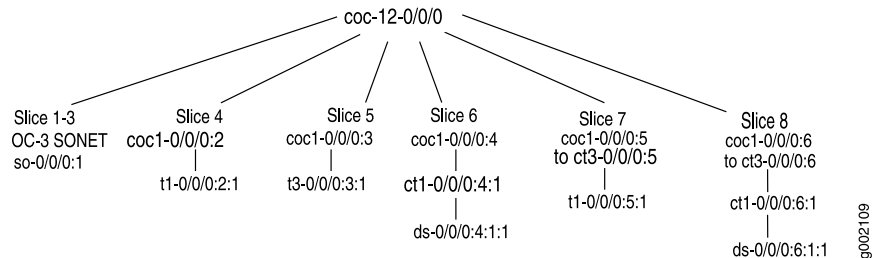 coc-12-0/0/0
Slice 1-3
OC-3 SONET
so-0/0/0:1
Slice 4
coc1-0/0/0:2
t1-0/0/0:2:1
Slice 5
coc1-0/0/0:3
t3-0/0/0:3:1
Slice 6
coc1-0/0/0:4
ct1-0/0/0:4:1
ds-0/0/0:4:1:1
Slice 7
coc1-0/0/0:5
to ct3-0/0/0:5
t1-0/0/0:5:1
Slice 8
coc1-0/0/0:6
to ct3-0/0/0:6
ct1-0/0/0:6:1
ds-0/0/0:6:1:1
g002109